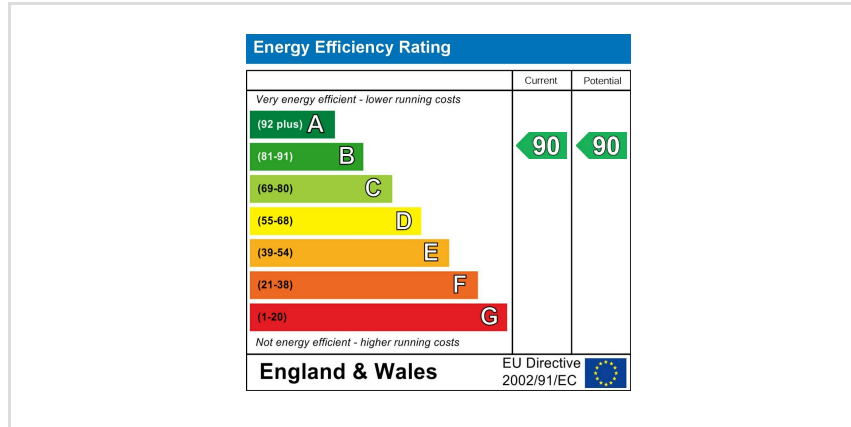 Energy Efficiency Rating
Current Potential
Very energy efficient - lower running costs
(92 plus) A
(81-91) B
90 90
(69-80) C
(55-68) D
(39-54) E
(21-38) F
(1-20) G
Not energy efficient - higher running costs
England & Wales
EU Directive
2002/91/EC